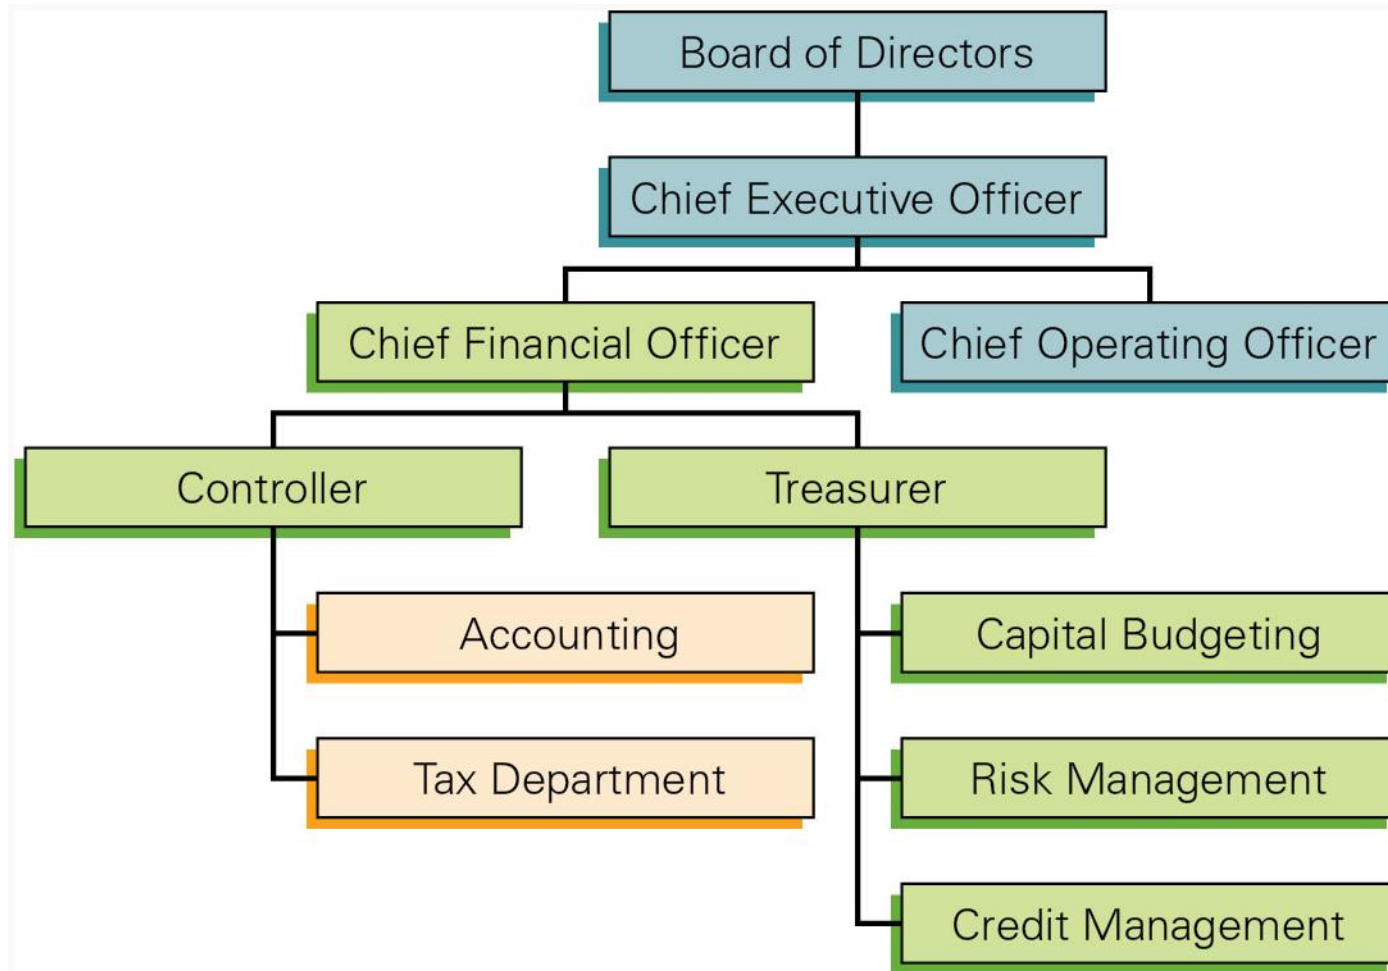 Board of Directors
Chief Executive Officer
Chief Financial Officer
Chief Operating Officer
Controller
Treasurer
Accounting
Capital Budgeting
Tax Department
Risk Management
Credit Management